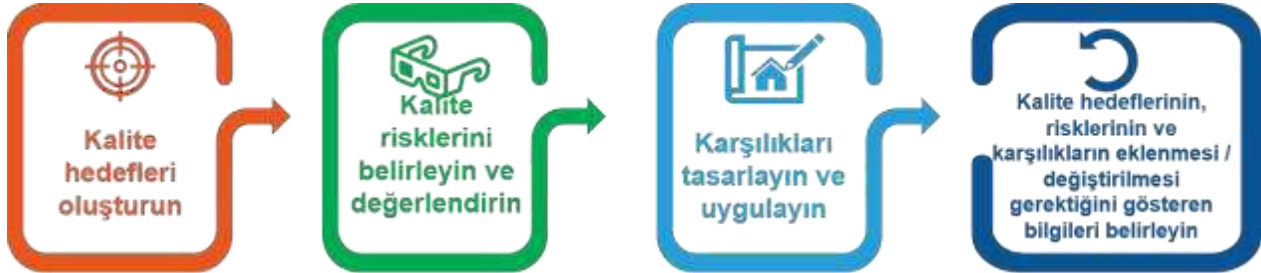 Kalite
hedefleri
oluşturun
Kalite
risklerini
belirleyin ve
değerlendirin
Karşılıkları
tasarlayın ve
uygulayın
Kalite hedeflerinin,
risklerinin ve
karşılıkların eklenmesi /
değiştirilmesi
gerektiğini gösteren
bilgileri belirleyin